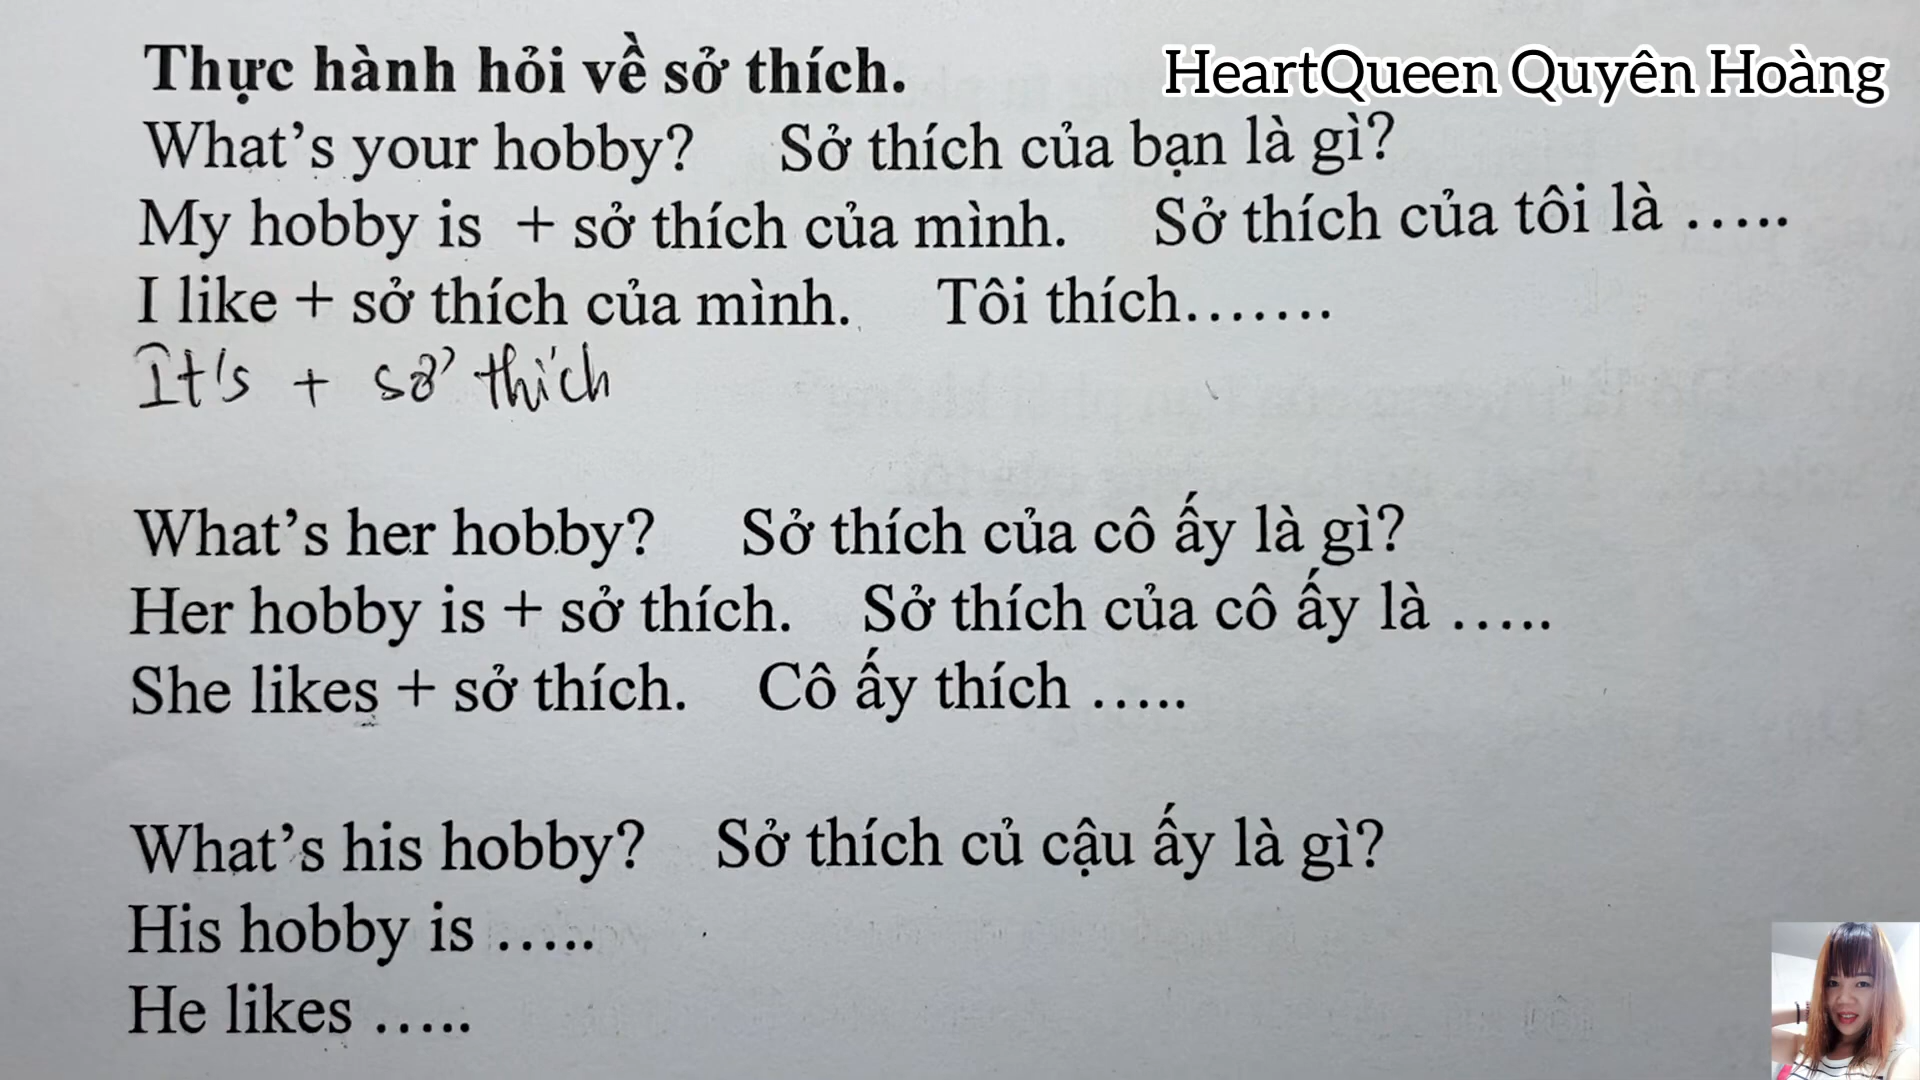 Thực hành hỏi về sở thích.
HeartQueen Quyên Hoàng
What's your hobby? Sở thích của bạn là gì?
My hobby is + sở thích của mình. Sở thích của tôi là …..
I like + sở thích của mình. Tôi thích…….
It's + sở thích
What's her hobby? Sở thích của cô ấy là gì?
Her hobby is + sở thích. Sở thích của cô ấy là …..
She likes + sở thích. Cô ấy thích …..
What's his hobby? Sở thích củ cậu ấy là gì?
His hobby is …..
He likes …..